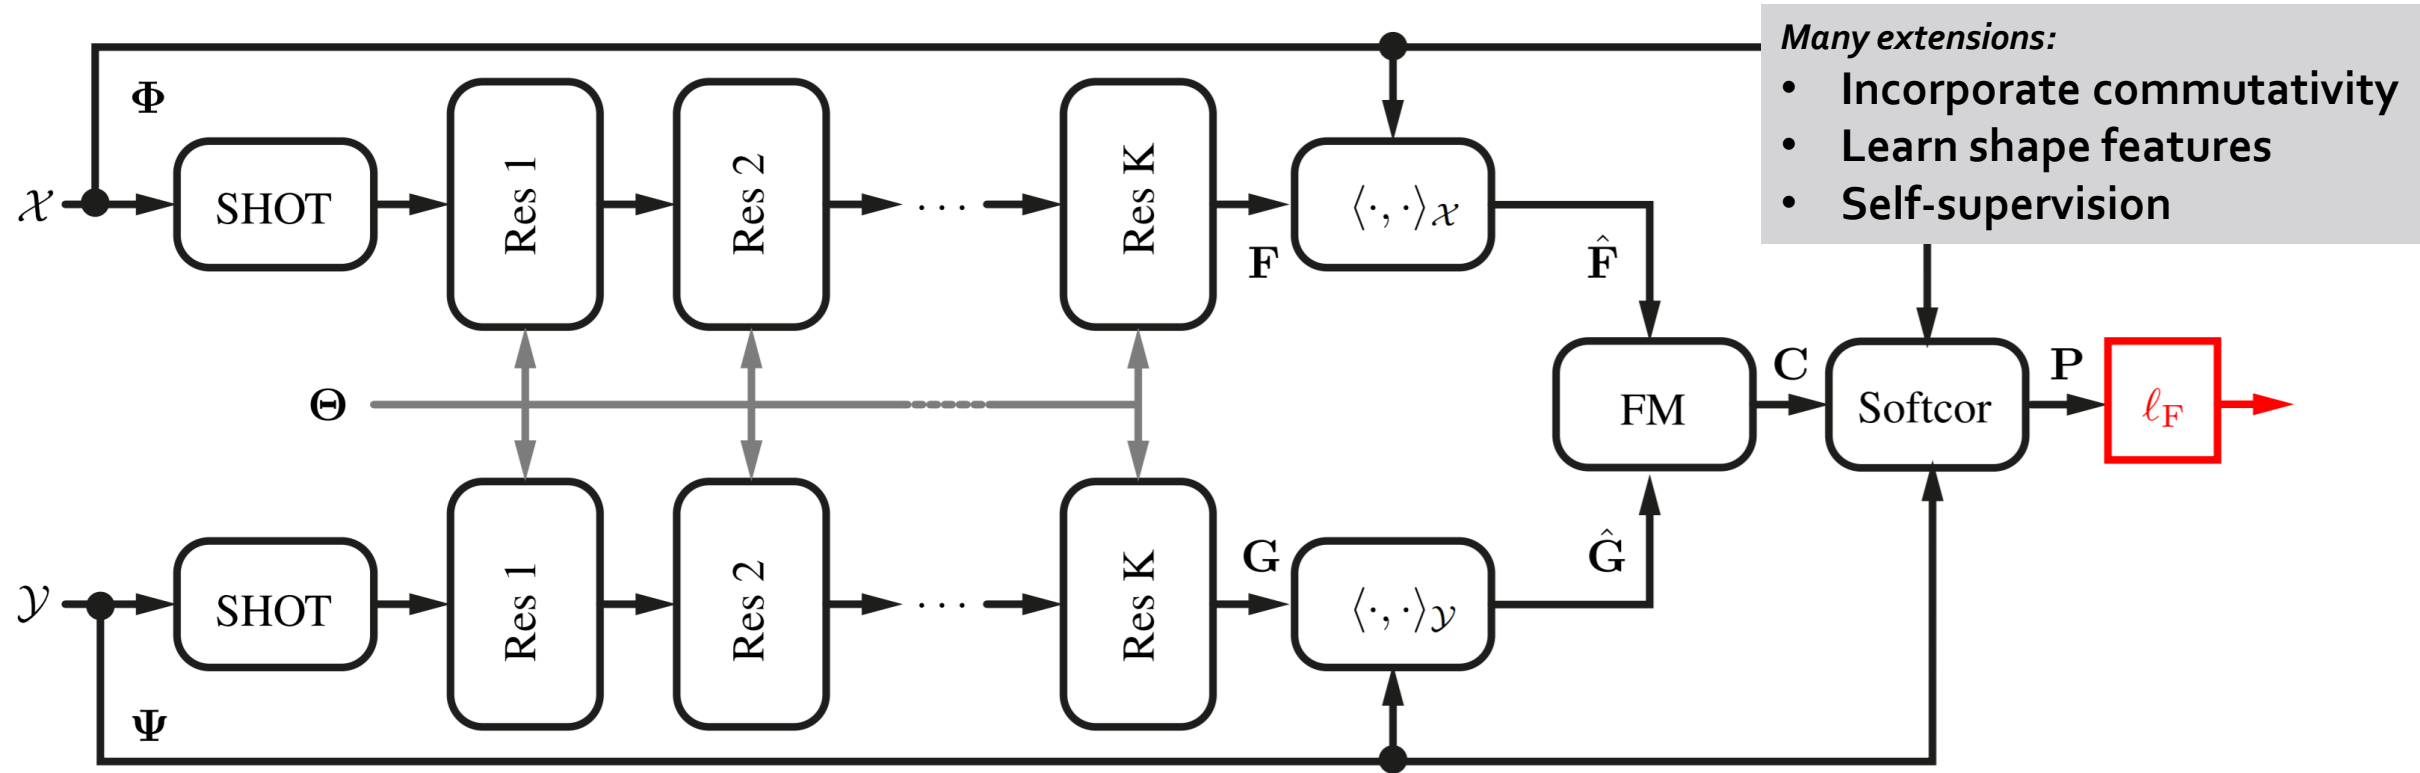 Many extensions:
• Incorporate commutativity
• Learn shape features
• Self-supervision
Φ
𝒳
SHOT
Res 1
Res 2
· · ·
Res K
F
⟨·, ·⟩𝒳
F̂
Θ
FM
C
Softcor
P
ℓF
𝒴
SHOT
Res 1
Res 2
· · ·
Res K
G
⟨·, ·⟩𝒴
Ĝ
Ψ